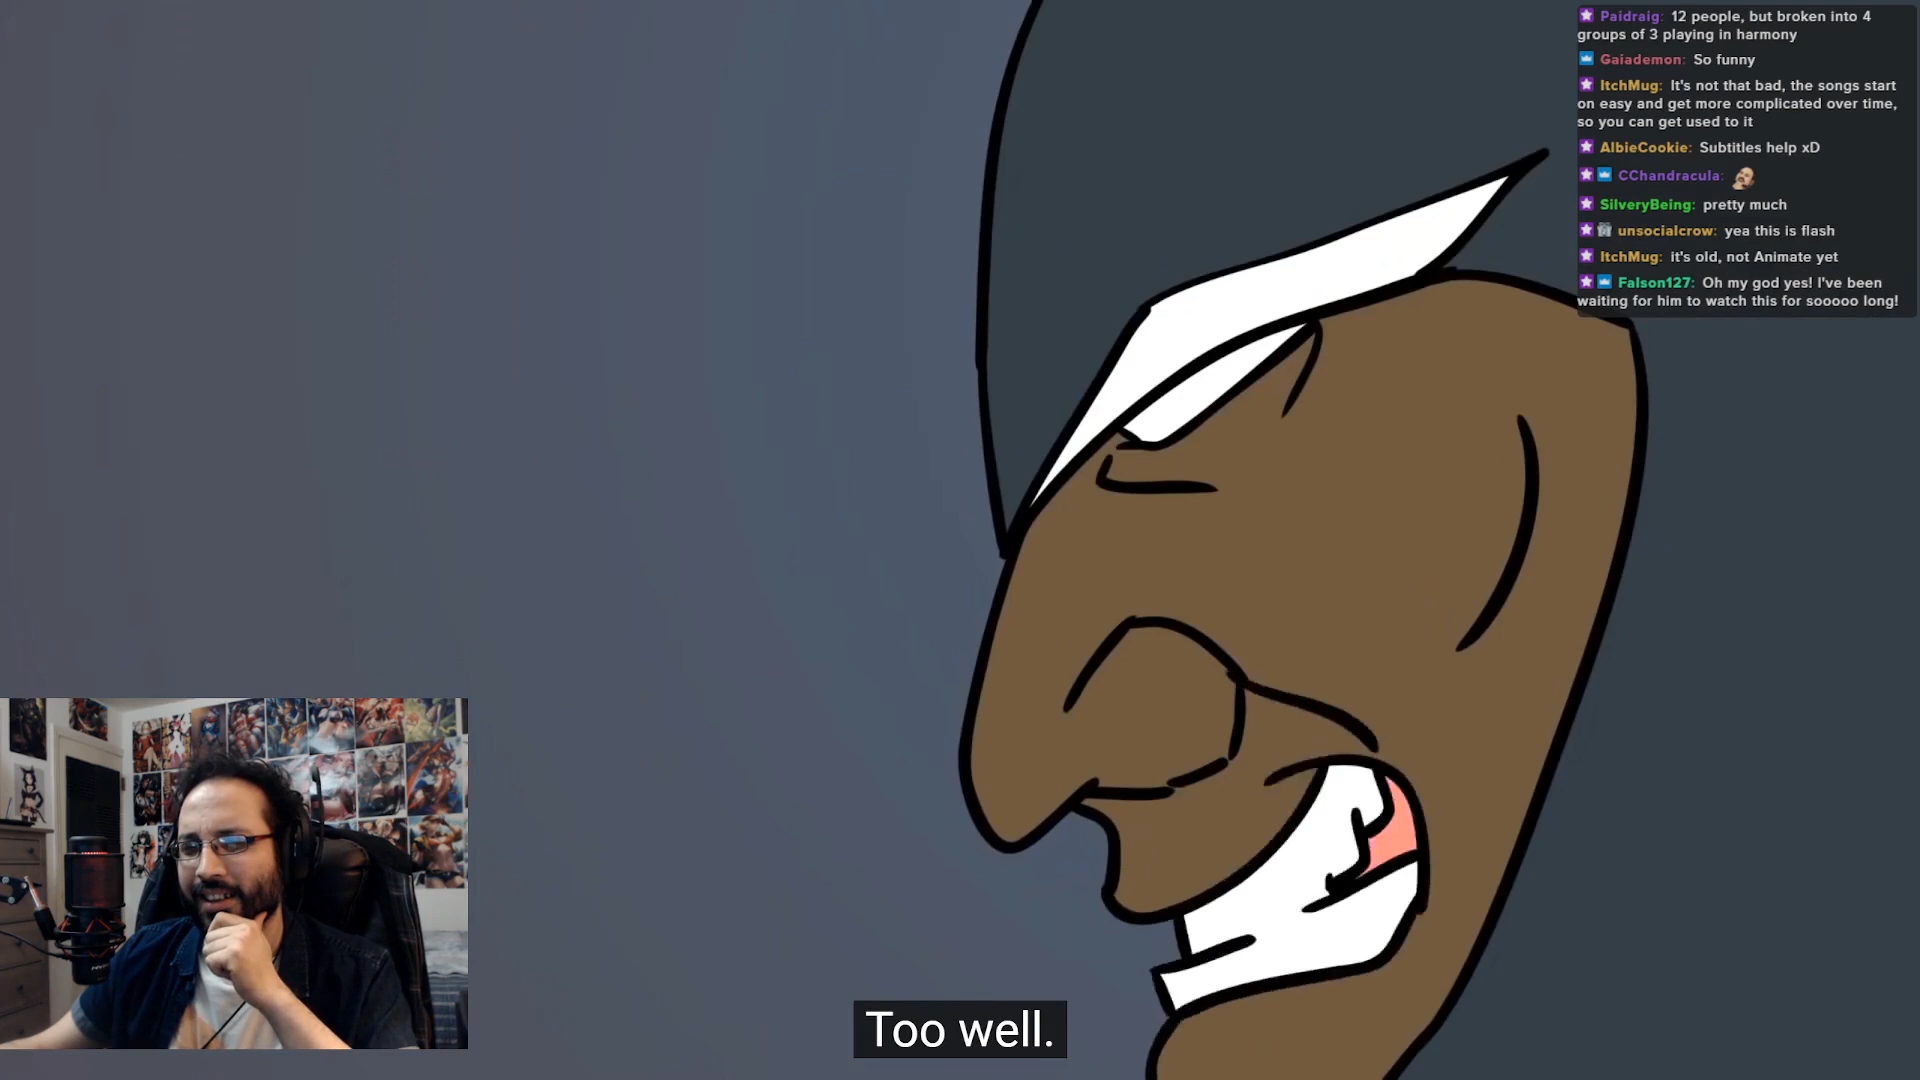 Paidraig: 12 people, but broken into 4
groups of 3 playing in harmony
Gaiademon: So funny
ItchMug: It's not that bad, the songs start
on easy and get more complicated over time,
so you can get used to it
AlbieCookie: Subtitles help xD
CChandracula:
SilveryBeing: pretty much
unsocialcrow: yea this is flash
ItchMug: it's old, not Animate yet
Falson127: Oh my god yes! I've been
waiting for him to watch this for sooooo long!
Too well.